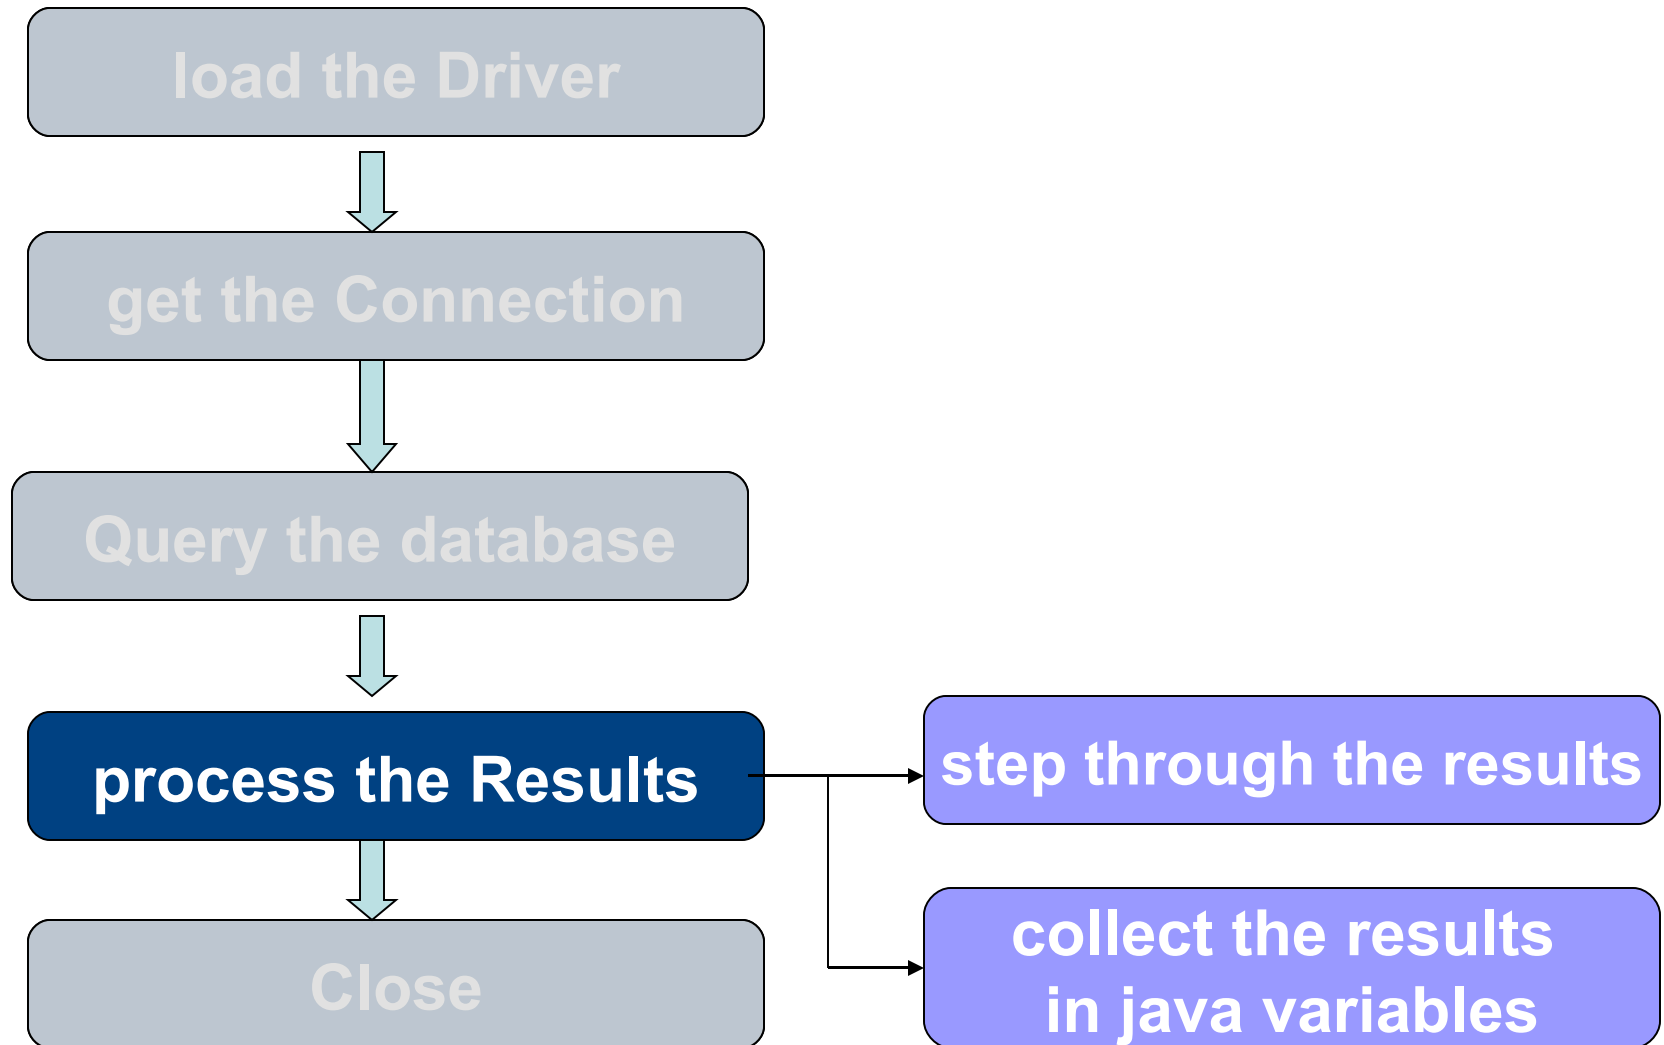 load the Driver
get the Connection
Query the database
process the Results
step through the results
collect the results
in java variables
Close